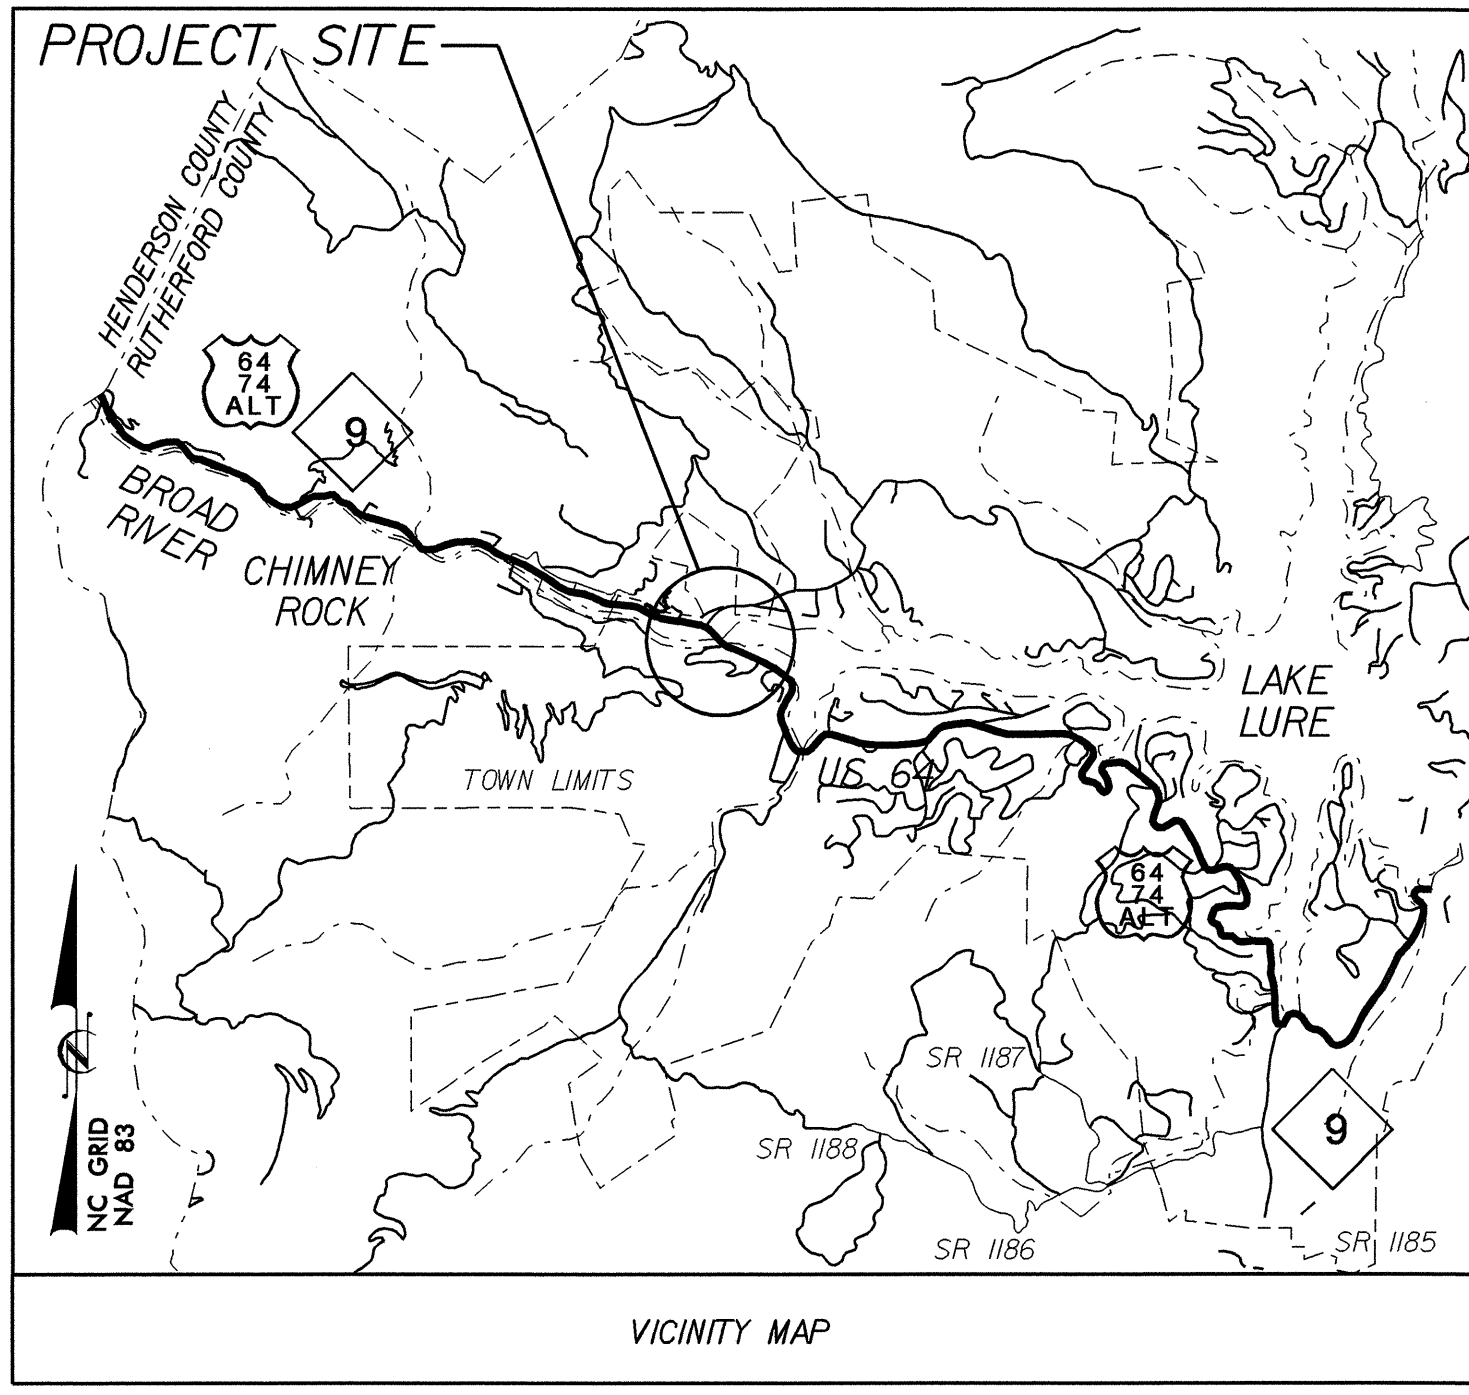 PROJECT SITE
HENDERSON COUNTY
RUTHERFORD COUNTY
64
74
ALT
9
BROAD
RIVER
CHIMNEY
ROCK
LAKE
LURE
TOWN LIMITS
US 64
64
74
ALT
SR 1187
9
SR 1188
SR 1186
SR 1185
N
NC GRID
NAD 83
VICINITY MAP